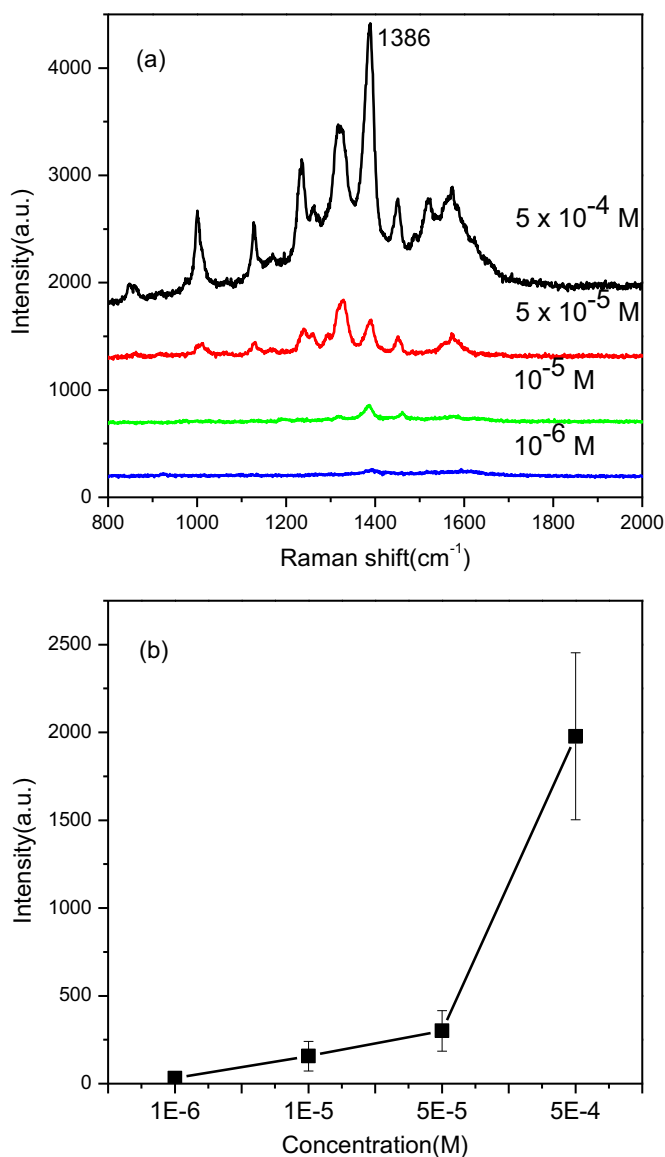 (a)
1386
4000
3000
2000
1000
0
Intensity(a.u.)
5 x 10⁻⁴ M
5 x 10⁻⁵ M
10⁻⁵ M
10⁻⁶ M
800 1000 1200 1400 1600 1800 2000
Raman shift(cm⁻¹)
(b)
2500
2000
1500
1000
500
0
Intensity(a.u.)
1E-6 1E-5 5E-5 5E-4
Concentration(M)